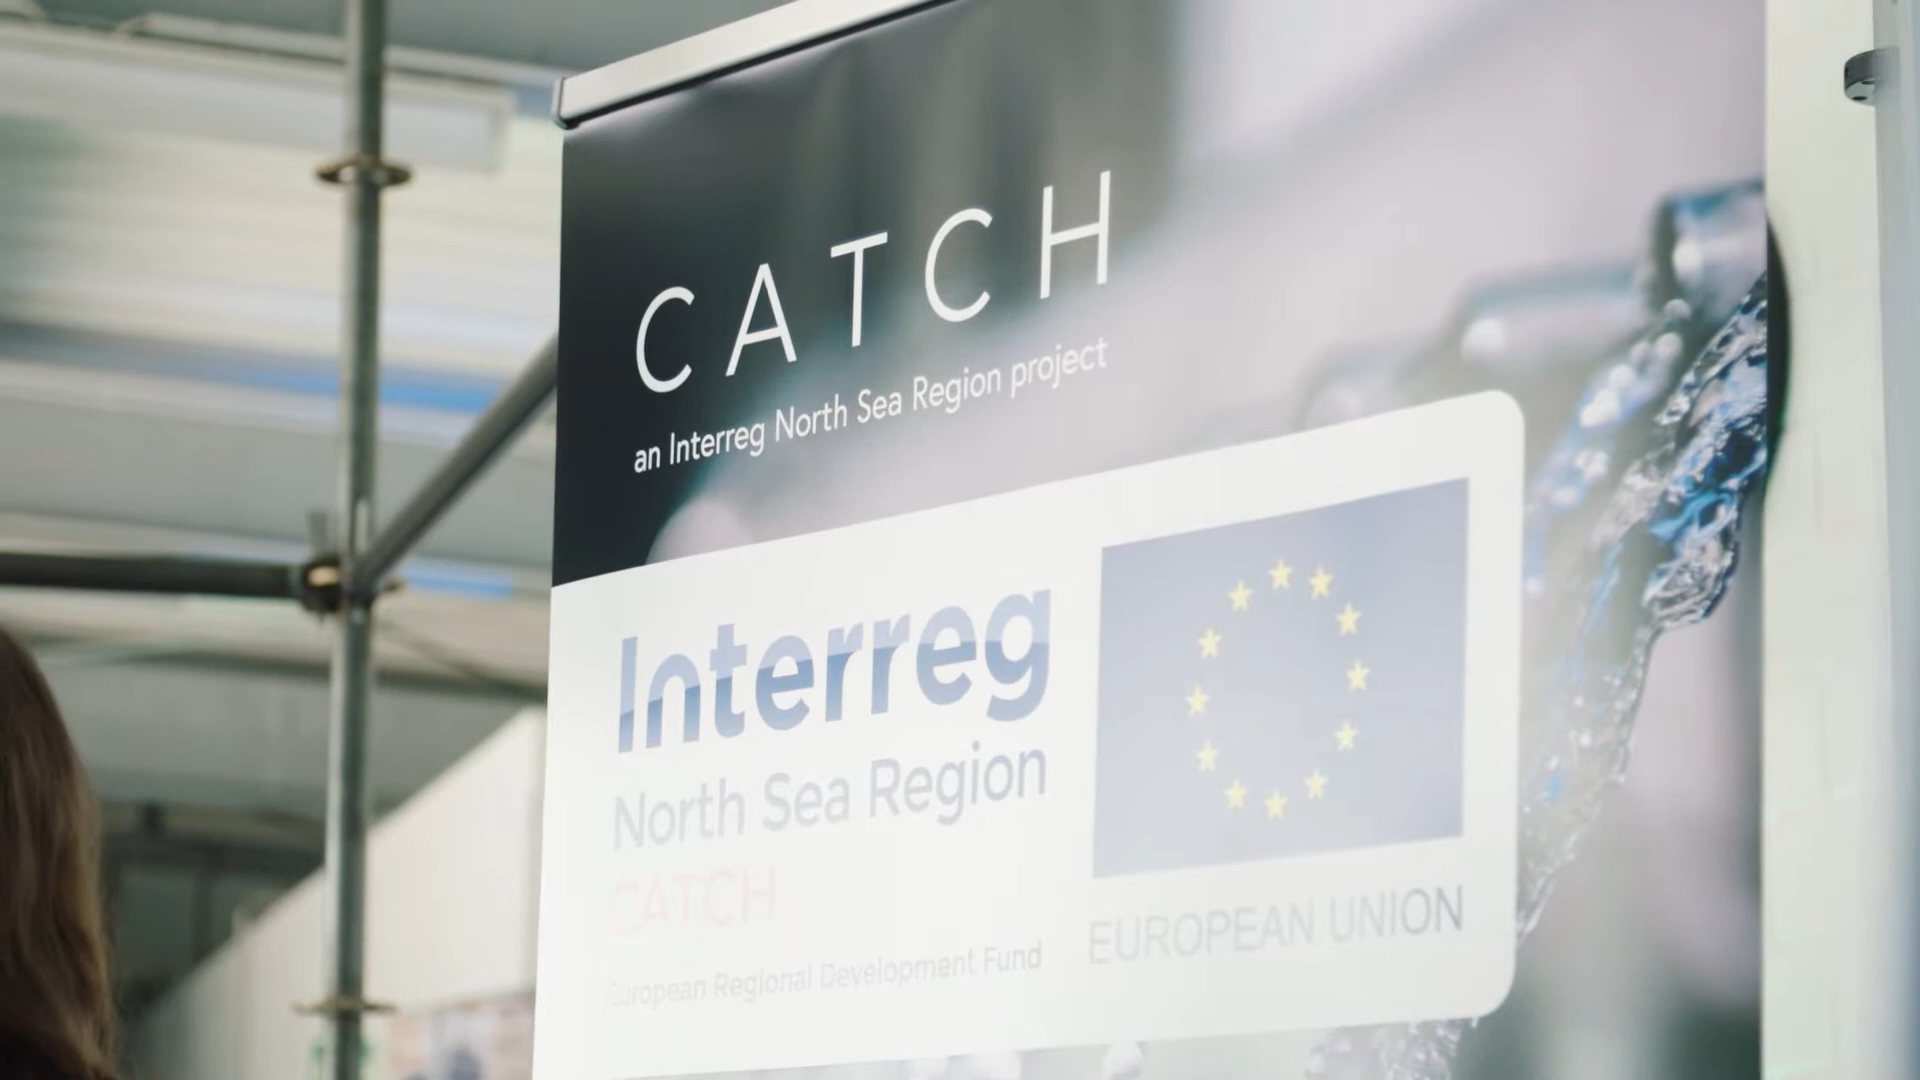 CATCH
an Interreg North Sea Region project
Interreg
North Sea Region
CATCH
European Regional Development Fund
EUROPEAN UNION